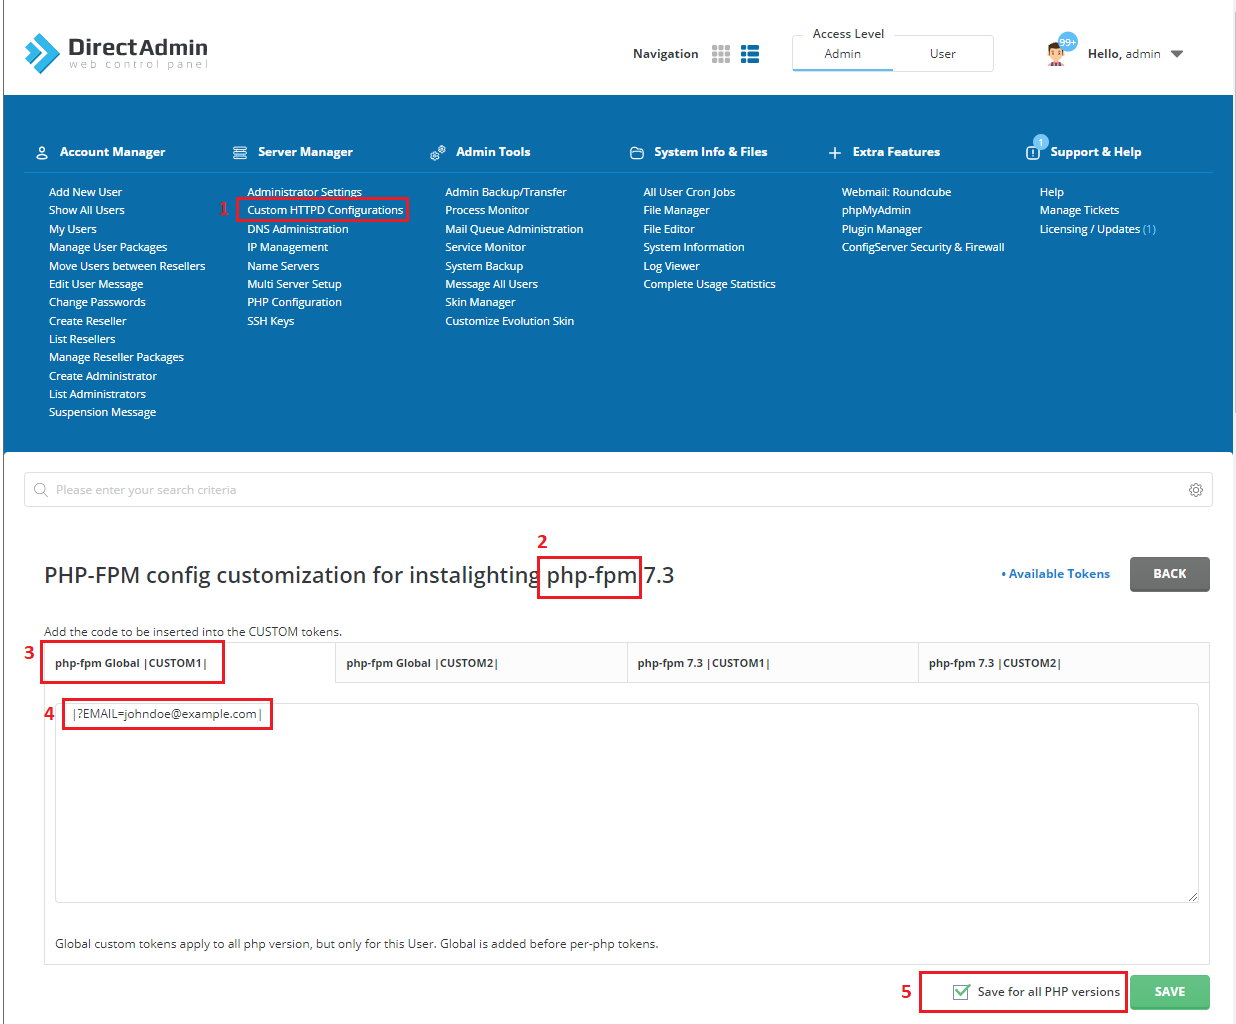 DirectAdmin
web control panel
Navigation
Access Level
Admin
User
99+
Hello, admin
Account Manager
Add New User
Show All Users
My Users
Manage User Packages
Move Users between Resellers
Edit User Message
Change Passwords
Create Reseller
List Resellers
Manage Reseller Packages
Create Administrator
List Administrators
Suspension Message
Server Manager
Administrator Settings
1
Custom HTTPD Configurations
DNS Administration
IP Management
Name Servers
Multi Server Setup
PHP Configuration
SSH Keys
Admin Tools
Admin Backup/Transfer
Process Monitor
Mail Queue Administration
Service Monitor
System Backup
Message All Users
Skin Manager
Customize Evolution Skin
System Info & Files
All User Cron Jobs
File Manager
File Editor
System Information
Log Viewer
Complete Usage Statistics
Extra Features
Webmail: Roundcube
phpMyAdmin
Plugin Manager
ConfigServer Security & Firewall
1
Support & Help
Help
Manage Tickets
Licensing / Updates (1)
Please enter your search criteria
2
PHP-FPM config customization for instalighting php-fpm 7.3
• Available Tokens
BACK
Add the code to be inserted into the CUSTOM tokens.
3
php-fpm Global |CUSTOM1|
php-fpm Global |CUSTOM2|
php-fpm 7.3 |CUSTOM1|
php-fpm 7.3 |CUSTOM2|
4
|?EMAIL=johndoe@example.com|
Global custom tokens apply to all php version, but only for this User. Global is added before per-php tokens.
5
Save for all PHP versions
SAVE